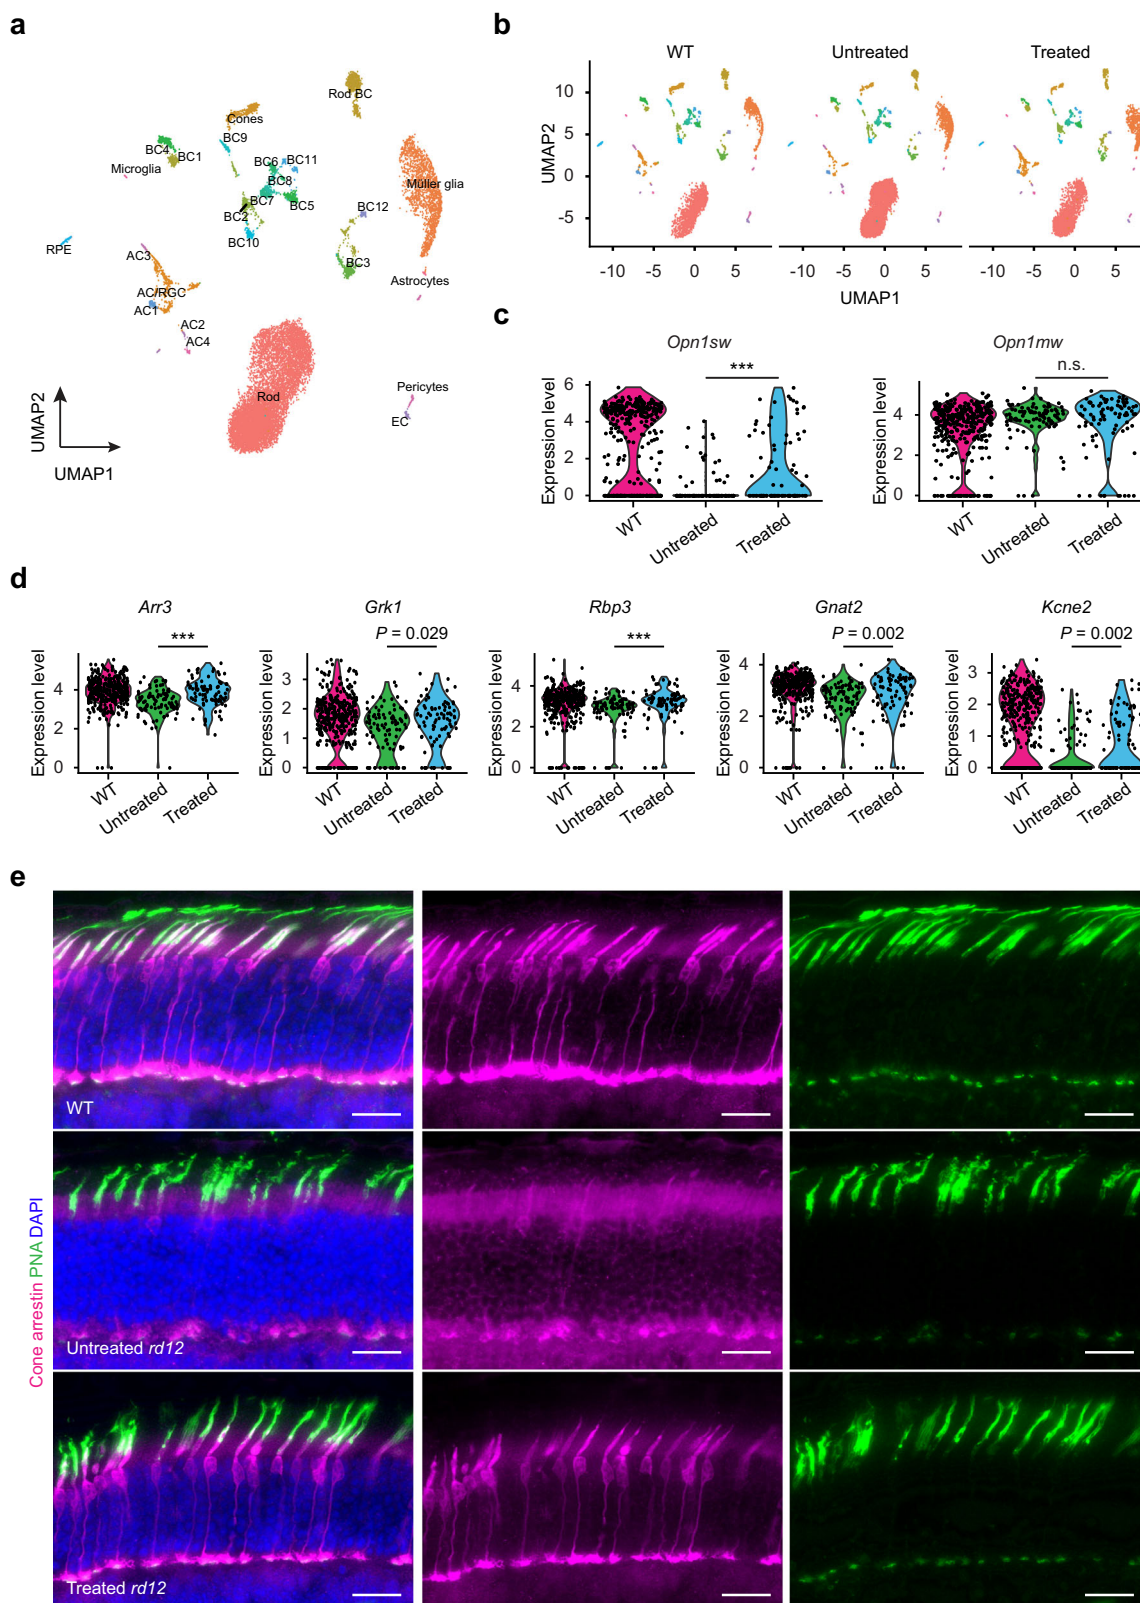 a
Rod BC
Cones
BC9
BC4
BC1
BC6
BC11
Microglia
BC8
Müller glia
BC7
BC5
BC2
BC12
BC10
RPE
AC3
BC3
Astrocytes
AC/RGC
AC1
AC2
AC4
Rod
Pericytes
EC
UMAP2
UMAP1
b
WT
Untreated
Treated
UMAP2
10
5
0
-5
-10 -5 0 5
-10 -5 0 5
-10 -5 0 5
UMAP1
c
Opn1sw
***
Expression level
6
4
2
0
WT
Untreated
Treated
Opn1mw
n.s.
Expression level
4
2
0
WT
Untreated
Treated
d
Arr3
***
Expression level
4
2
0
WT
Untreated
Treated
Grk1
P = 0.029
Expression level
3
2
1
0
WT
Untreated
Treated
Rbp3
***
Expression level
4
2
0
WT
Untreated
Treated
Gnat2
P = 0.002
Expression level
4
2
0
WT
Untreated
Treated
Kcne2
P = 0.002
Expression level
3
2
1
0
WT
Untreated
Treated
e
Cone arrestin PNA DAPI
WT
Untreated rd12
Treated rd12